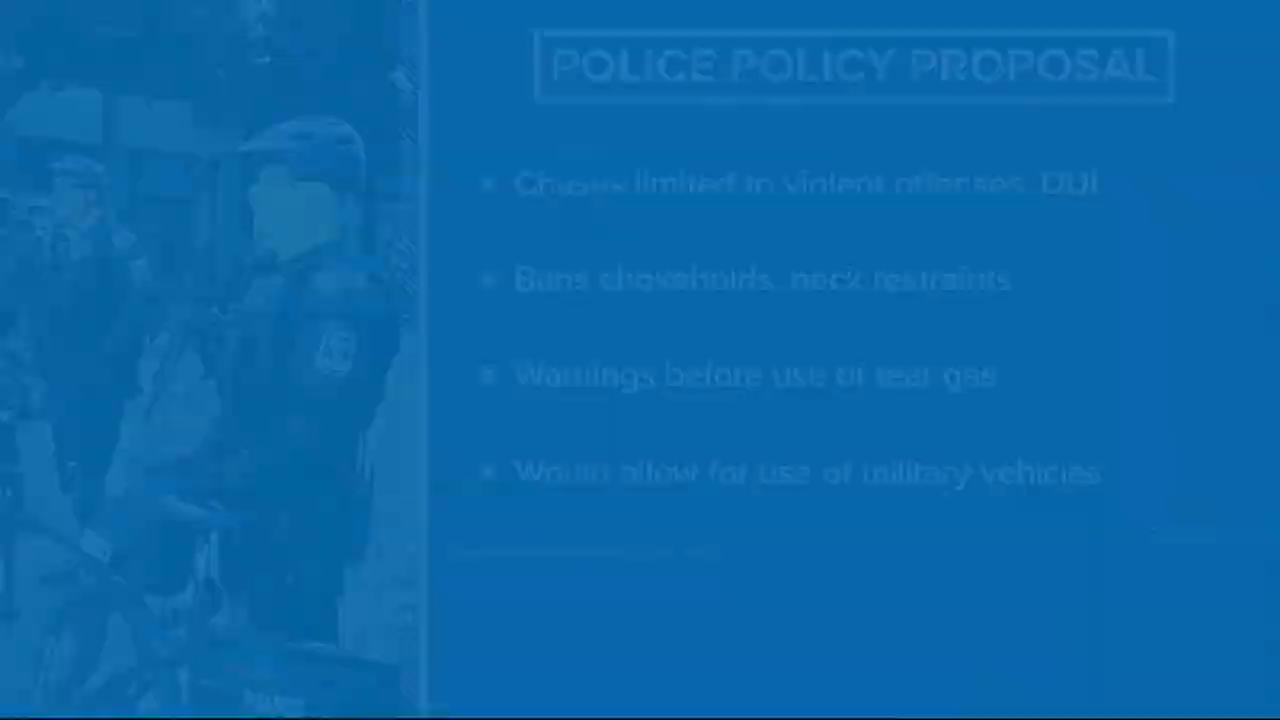 POLICE POLICY PROPOSAL
• Chases limited to violent offenses, DUI
• Bans chokeholds, neck restraints
• Warnings before use of tear gas
• Would allow for use of military vehicles